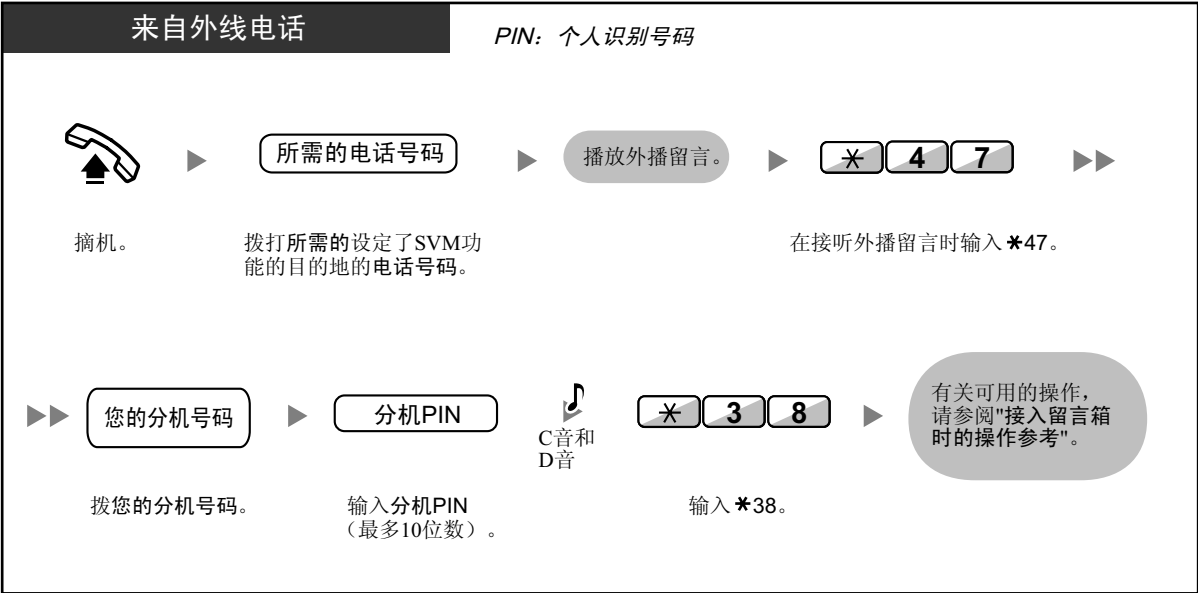 来自外线电话
PIN：个人识别号码
所需的电话号码
播放外播留言。
* 4 7
摘机。
拨打所需的设定了SVM功
能的目的地的电话号码。
在接听外播留言时输入*47。
您的分机号码
分机PIN
C音和
D音
* 3 8
有关可用的操作，
请参阅"接入留言箱
时的操作参考"。
拨您的分机号码。
输入分机PIN
（最多10位数）。
输入*38。